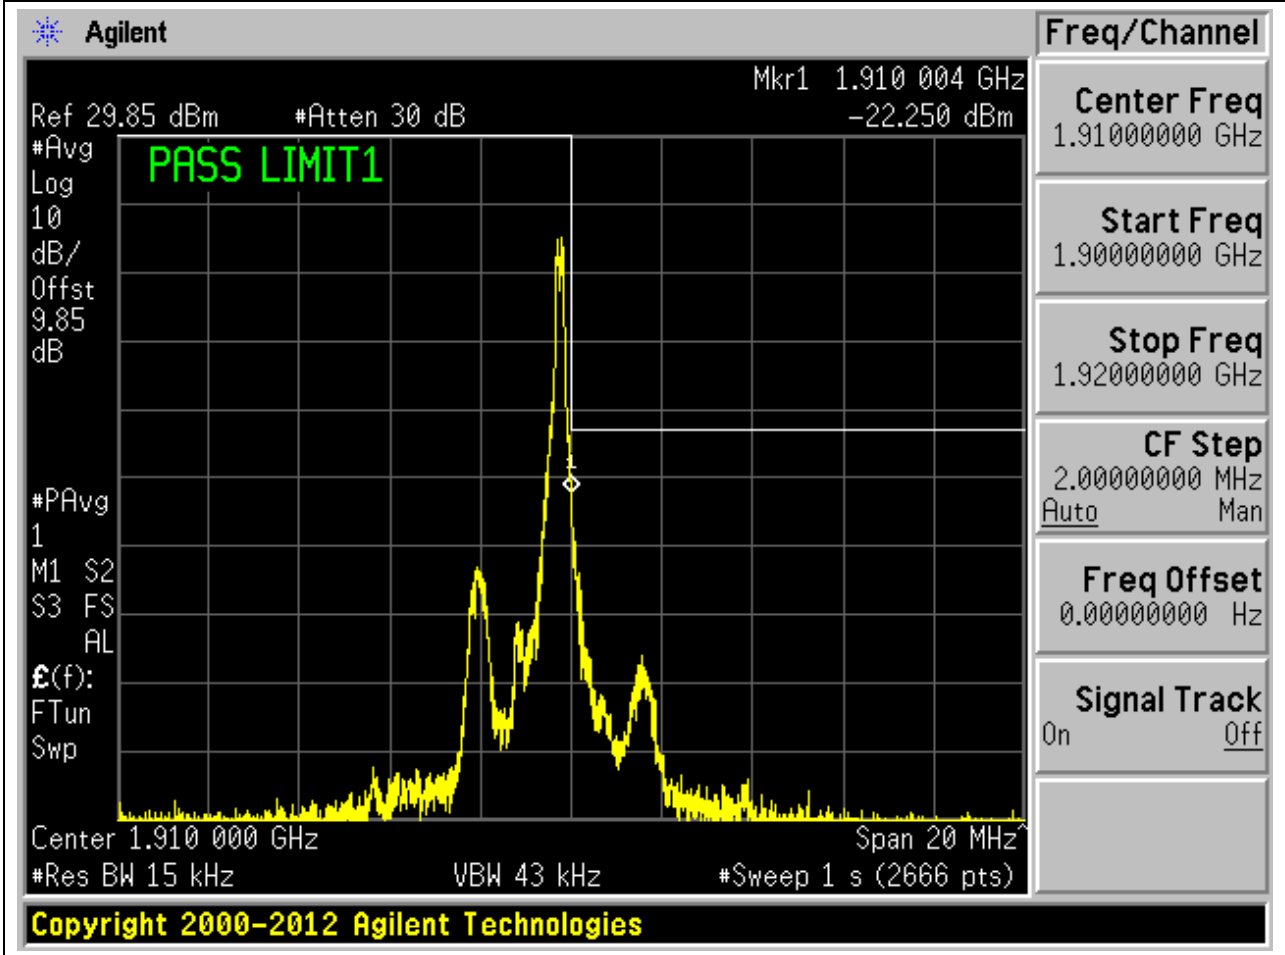 Agilent
Freq/Channel
Mkr1 1.910 004 GHz
Ref 29.85 dBm #Atten 30 dB -22.250 dBm
#Avg
Log
10
dB/
Offst
9.85
dB
PASS LIMIT1
1
#PAvg
1
M1 S2
S3 FS
AL
£(f):
FTun
Swp
Center 1.910 000 GHz Span 20 MHz^
#Res BW 15 kHz VBW 43 kHz #Sweep 1 s (2666 pts)
Center Freq
1.91000000 GHz
Start Freq
1.90000000 GHz
Stop Freq
1.92000000 GHz
CF Step
2.00000000 MHz
Auto Man
Freq Offset
0.00000000 Hz
Signal Track
On Off
Copyright 2000-2012 Agilent Technologies